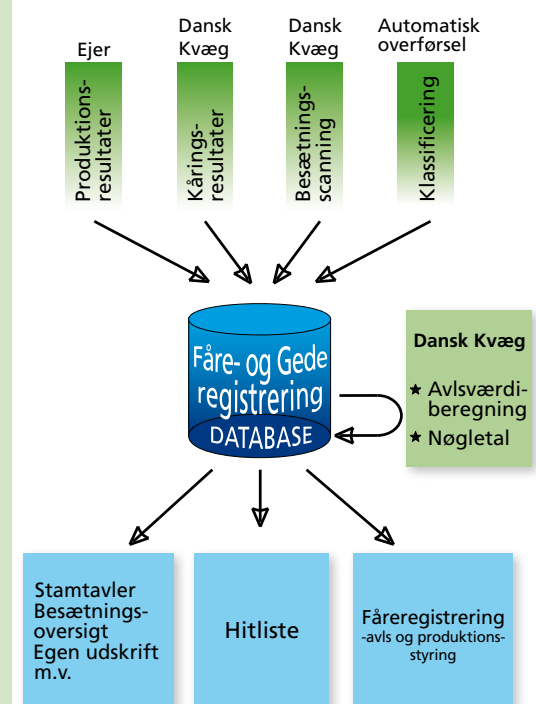 Ejer
Produktions-
resultater
Dansk
Kvæg
Kårings-
resultater
Dansk
Kvæg
Besætnings-
scanning
Automatisk
overførsel
Klassificering
Fåre- og Gede
registrering
DATABASE
Dansk Kvæg
★ Avlsværdi-
beregning
★ Nøgletal
Stamtavler
Besætnings-
oversigt
Egen udskrift
m.v.
Hitliste
Fåreregistrering
-avls og produktions-
styring